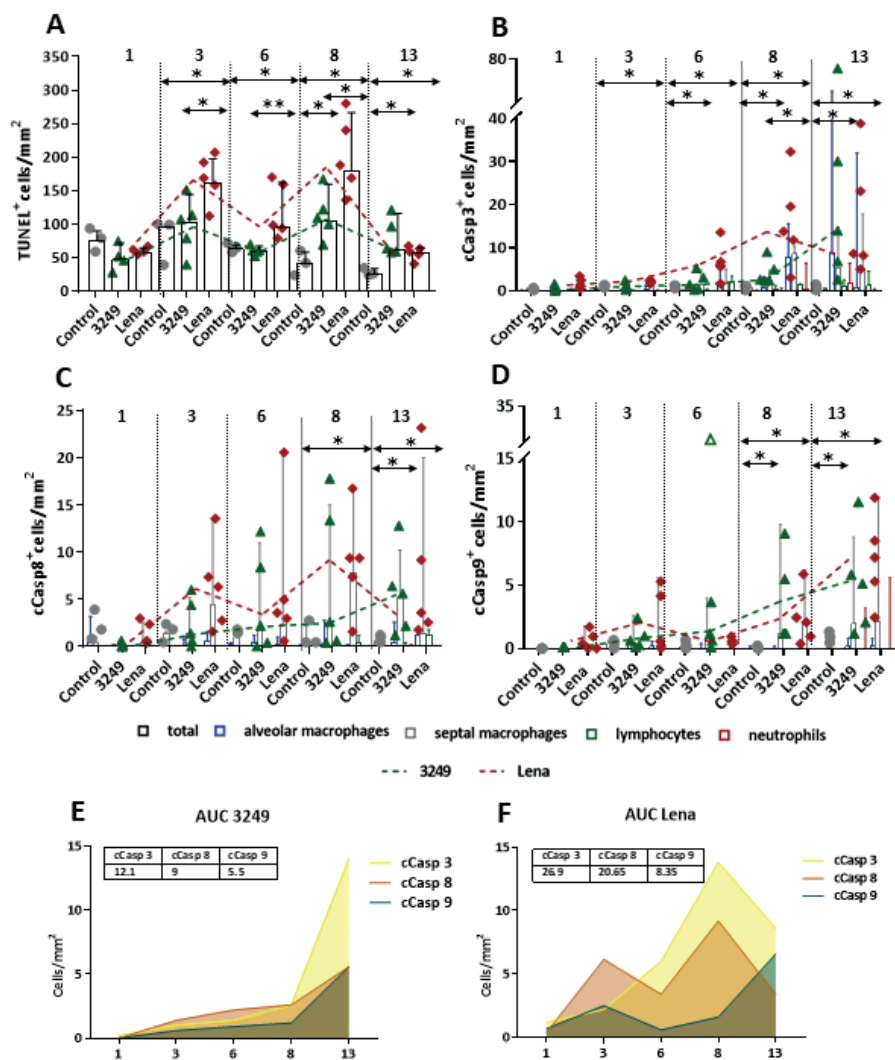 A
1 3 6 8 13
* * * *
* ** * * *
TUNEL+ cells/mm2
350
300
250
200
150
100
50
0
Control 3249 Lena Control 3249 Lena Control 3249 Lena Control 3249 Lena Control 3249 Lena
B
1 3 6 8 13
* * * *
* * * *
cCasp3+ cells/mm2
80
40
30
20
10
0
Control 3249 Lena Control 3249 Lena Control 3249 Lena Control 3249 Lena Control 3249 Lena
C
1 3 6 8 13
* *
*
cCasp8+ cells/mm2
25
20
15
10
5
0
Control 3249 Lena Control 3249 Lena Control 3249 Lena Control 3249 Lena Control 3249 Lena
D
1 3 6 8 13
* *
* *
cCasp9+ cells/mm2
35
15
10
5
0
Control 3249 Lena Control 3249 Lena Control 3249 Lena Control 3249 Lena Control 3249 Lena
total alveolar macrophages septal macrophages lymphocytes neutrophils
3249 Lena
E
AUC 3249
cCasp 3 cCasp 8 cCasp 9
12.1 9 5.5
cCasp 3
cCasp 8
cCasp 9
Cells/mm2
15
10
5
0
1 3 6 8 13
F
AUC Lena
cCasp 3 cCasp 8 cCasp 9
26.9 20.65 8.35
cCasp 3
cCasp 8
cCasp 9
Cells/mm2
15
10
5
0
1 3 6 8 13